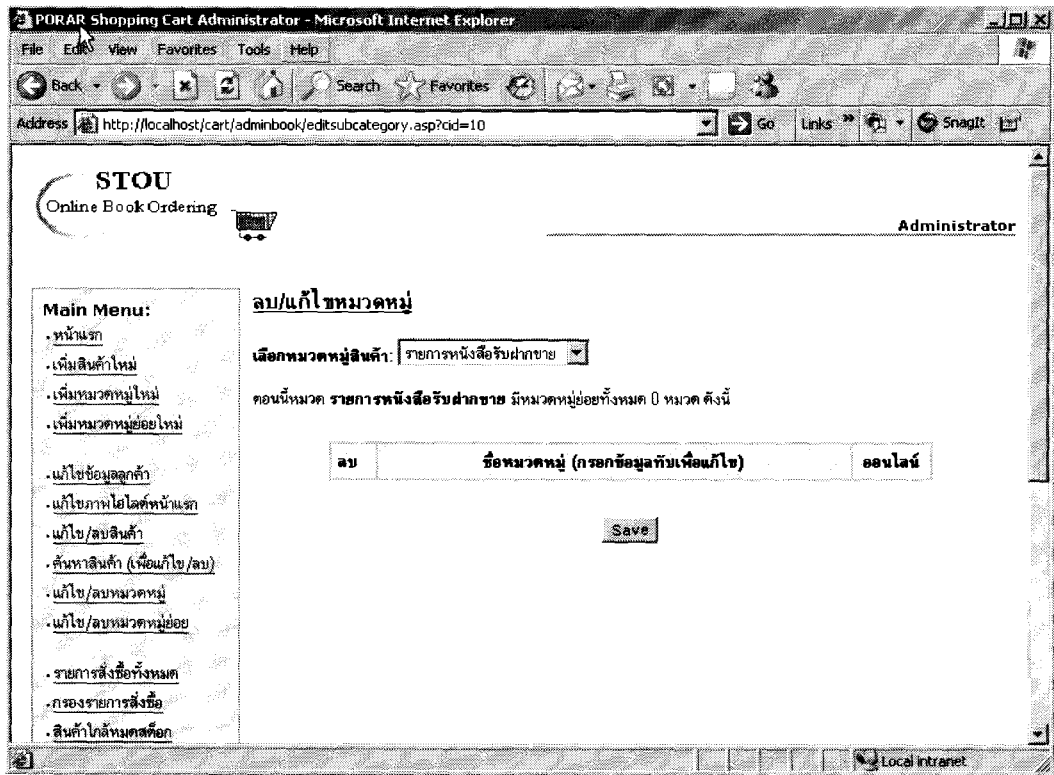 PORAR Shopping Cart Administrator - Microsoft Internet Explorer
File Edit View Favorites Tools Help
Back Search Favorites
Address http://localhost/cart/adminbook/editsubcategory.asp?cid=10 Go Links » SnagIt
STOU
Online Book Ordering
Administrator
Main Menu:
หน้าแรก
เพิ่มสินค้าใหม่
เพิ่มหมวดหมู่ใหม่
เพิ่มหมวดหมู่ย่อยใหม่
แก้ไขข้อมูลลูกค้า
แก้ไขภาพไฮไลต์หน้าแรก
แก้ไข/ลบสินค้า
ค้นหาสินค้า (เพื่อแก้ไข/ลบ)
แก้ไข/ลบหมวดหมู่
แก้ไข/ลบหมวดหมู่ย่อย
รายการสั่งซื้อทั้งหมด
กรองรายการสั่งซื้อ
สินค้าใกล้หมดสต็อก
ลบ/แก้ไขหมวดหมู่
เลือกหมวดหมู่สินค้า: รายการหนังสือรับฝากขาย
ตอนนี้หมวด รายการหนังสือรับฝากขาย มีหมวดหมู่ย่อยทั้งหมด 0 หมวด ดังนี้
ลบ ชื่อหมวดหมู่ (กรอกข้อมูลทับเพื่อแก้ไข) ออนไลน์
Save
Local intranet